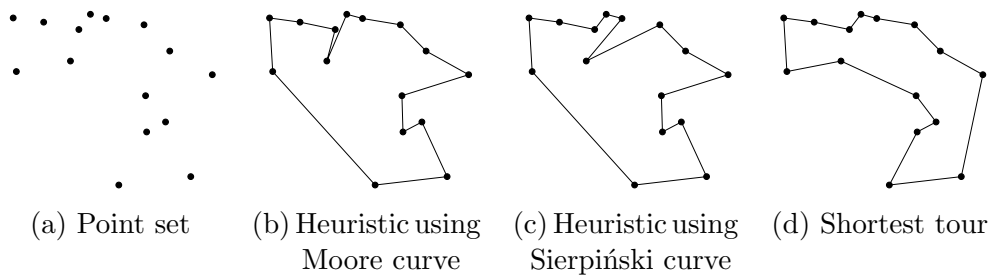 (a) Point set
(b) Heuristic using
Moore curve
(c) Heuristic using
Sierpiński curve
(d) Shortest tour